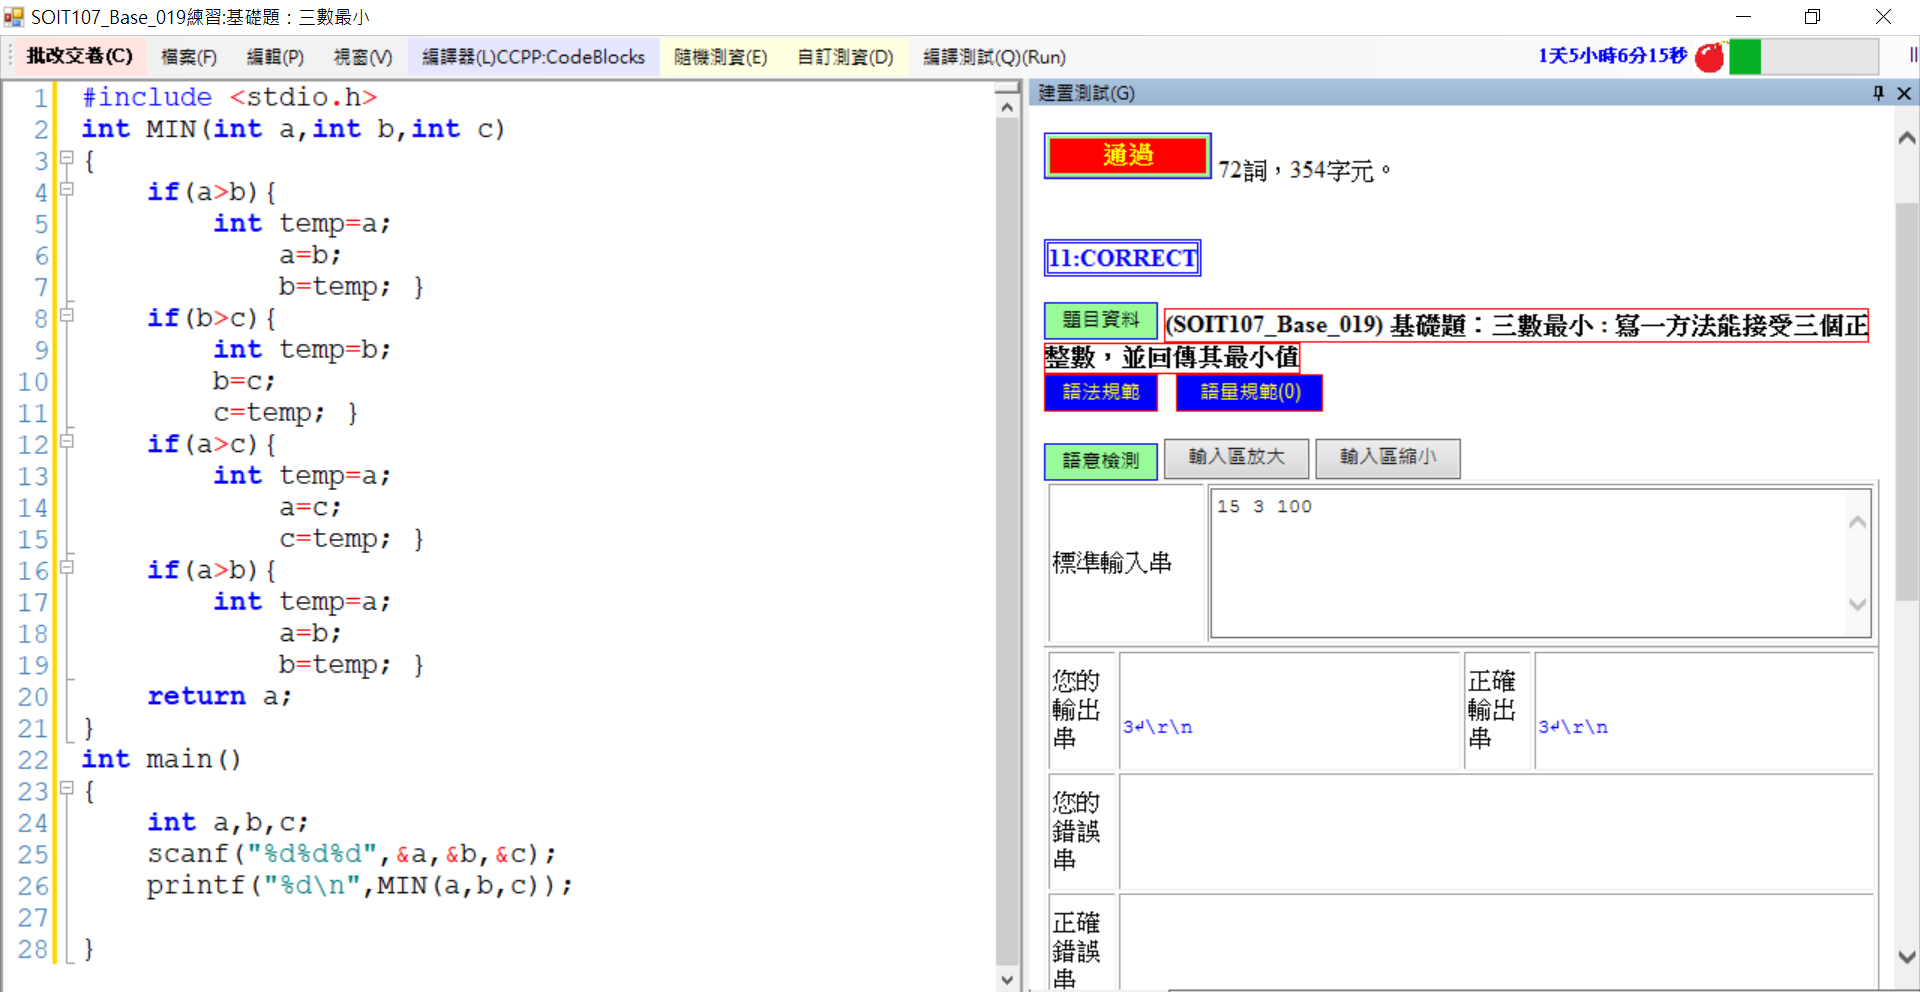 SOIT107_Base_019練習:基礎題：三數最小
批改交卷(C) 檔案(F) 編輯(P) 視窗(V) 編譯器(L)CCPP:CodeBlocks 隨機測資(E) 自訂測資(D) 編譯測試(Q)(Run) 1天5小時6分15秒
1 #include <stdio.h>
2 int MIN(int a,int b,int c)
3 {
4 if(a>b){
5 int temp=a;
6 a=b;
7 b=temp; }
8 if(b>c){
9 int temp=b;
10 b=c;
11 c=temp; }
12 if(a>c){
13 int temp=a;
14 a=c;
15 c=temp; }
16 if(a>b){
17 int temp=a;
18 a=b;
19 b=temp; }
20 return a;
21 }
22 int main()
23 {
24 int a,b,c;
25 scanf("%d%d%d",&a,&b,&c);
26 printf("%d\n",MIN(a,b,c));
27
28 }
建置測試(G)
通過 72詞，354字元。
11:CORRECT
題目資料 (SOIT107_Base_019) 基礎題：三數最小 : 寫一方法能接受三個正
整數，並回傳其最小值
語法規範 語量規範(0)
語意檢測 輸入區放大 輸入區縮小
標準輸入串 15 3 100
您的
輸出
串
3↵\r\n
正確
輸出
串
3↵\r\n
您的
錯誤
串
正確
錯誤
串